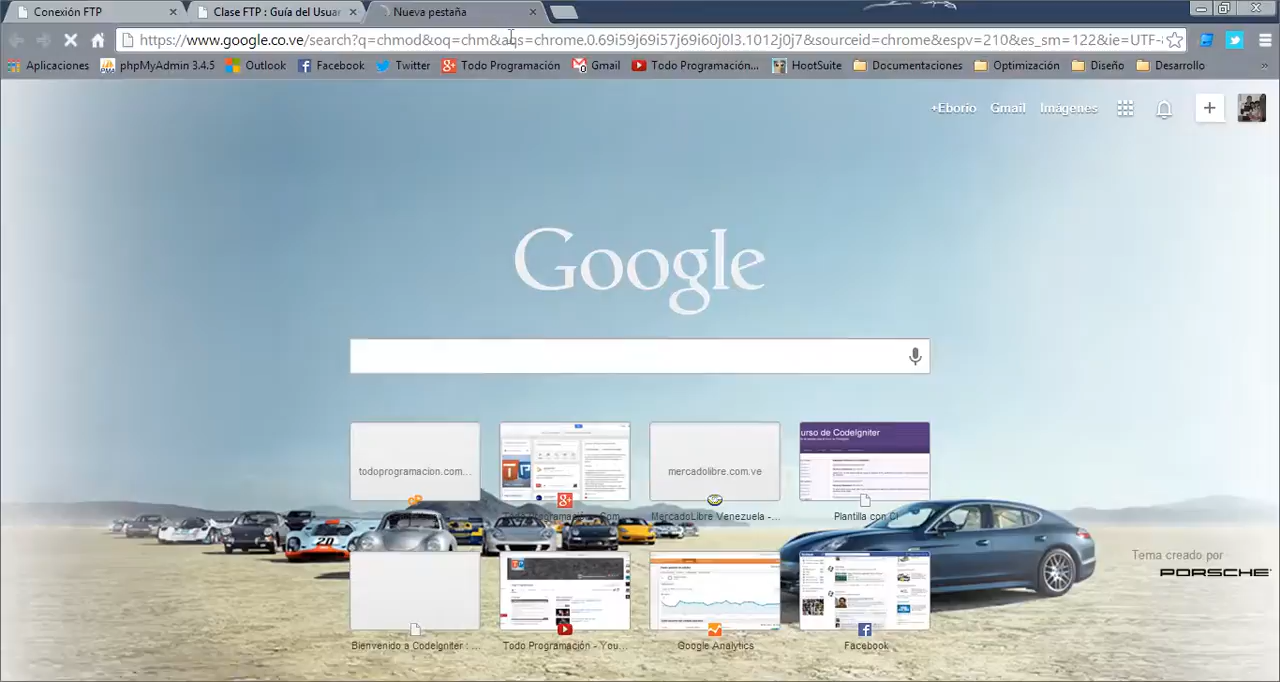 Conexión FTP
Clase FTP : Guía del Usuar
Nueva pestaña
https://www.google.co.ve/search?q=chmod&oq=chm&aqs=chrome.0.69i59j69i57j69i60j0l3.1012j0j7&sourceid=chrome&espv=210&es_sm=122&ie=UTF-
Aplicaciones
phpMyAdmin 3.4.5
Outlook
Facebook
Twitter
Todo Programación
Gmail
Todo Programación...
HootSuite
Documentaciones
Optimización
Diseño
Desarrollo
»
+Eborio
Gmail
Imágenes
Google
todoprogramacion.com...
mercadolibre.com.ve
urso de CodeIgniter
Todo Programación - Com...
MercadoLibre Venezuela -...
Plantilla con CI
20
Tema creado por
PORSCHE
Bienvenido a CodeIgniter : ...
Todo Programación - You...
Google Analytics
Facebook